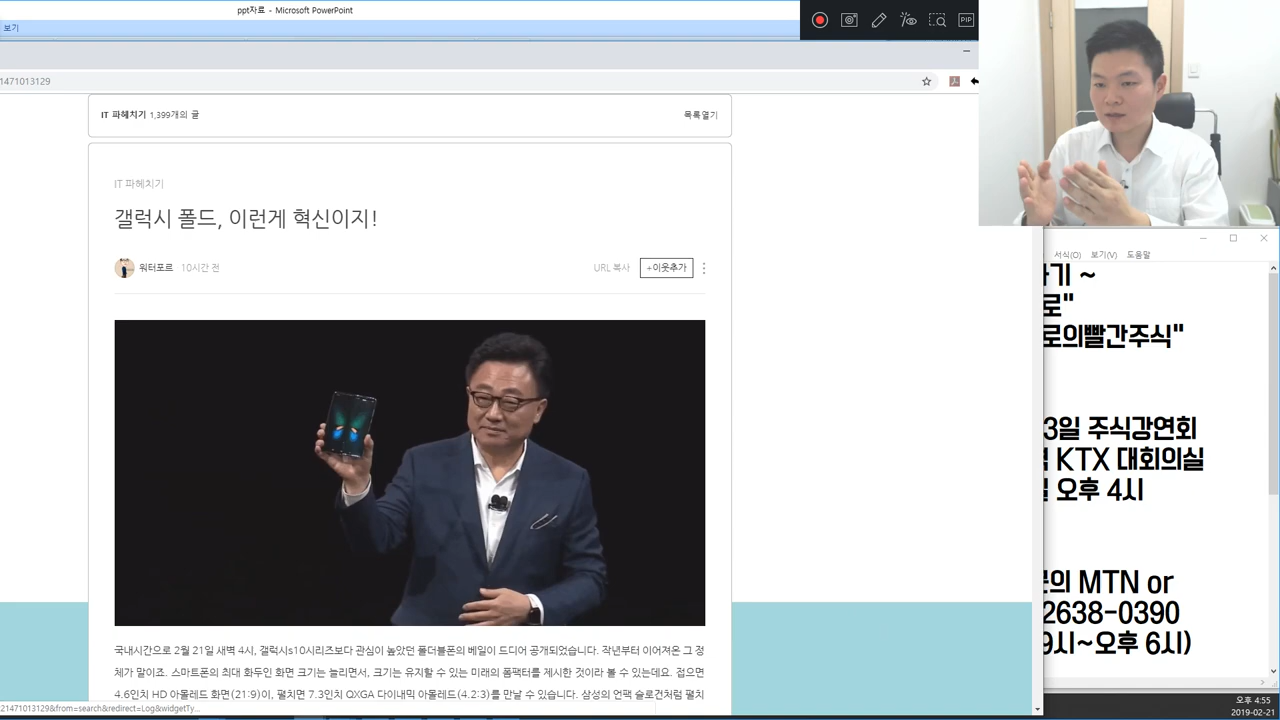 ppt자료 - Microsoft PowerPoint
보기
PIP
1471013129
IT 파헤치기 1,399개의 글
목록열기
IT 파헤치기
갤럭시 폴드, 이런게 혁신이지!
워터포르 10시간 전
URL 복사
+이웃추가
국내시간으로 2월 21일 새벽 4시, 갤럭시s10시리즈보다 관심이 높았던 폴더블폰의 베일이 드디어 공개되었습니다. 작년부터 이어져온 그 정
체가 말이죠. 스마트폰의 최대 화두인 화면 크기는 늘리면서, 크기는 유지할 수 있는 미래의 폼팩터를 제시한 것이라 볼 수 있는데요. 접으면
4.6인치 HD 아몰레드 화면(21:9)이, 펼치면 7.3인치 QXGA 다이내믹 아몰레드(4.2:3)를 만날 수 있습니다. 삼성의 언팩 슬로건처럼 펼치
21471013129&from=search&redirect=Log&widgetTy...
서식(O) 보기(V) 도움말
하기 ~
로"
로의빨간주식"
3일 주식강연회
역 KTX 대회의실
일 오후 4시
문의 MTN or
2638-0390
9시~오후 6시)
오후 4:55
2019-02-21